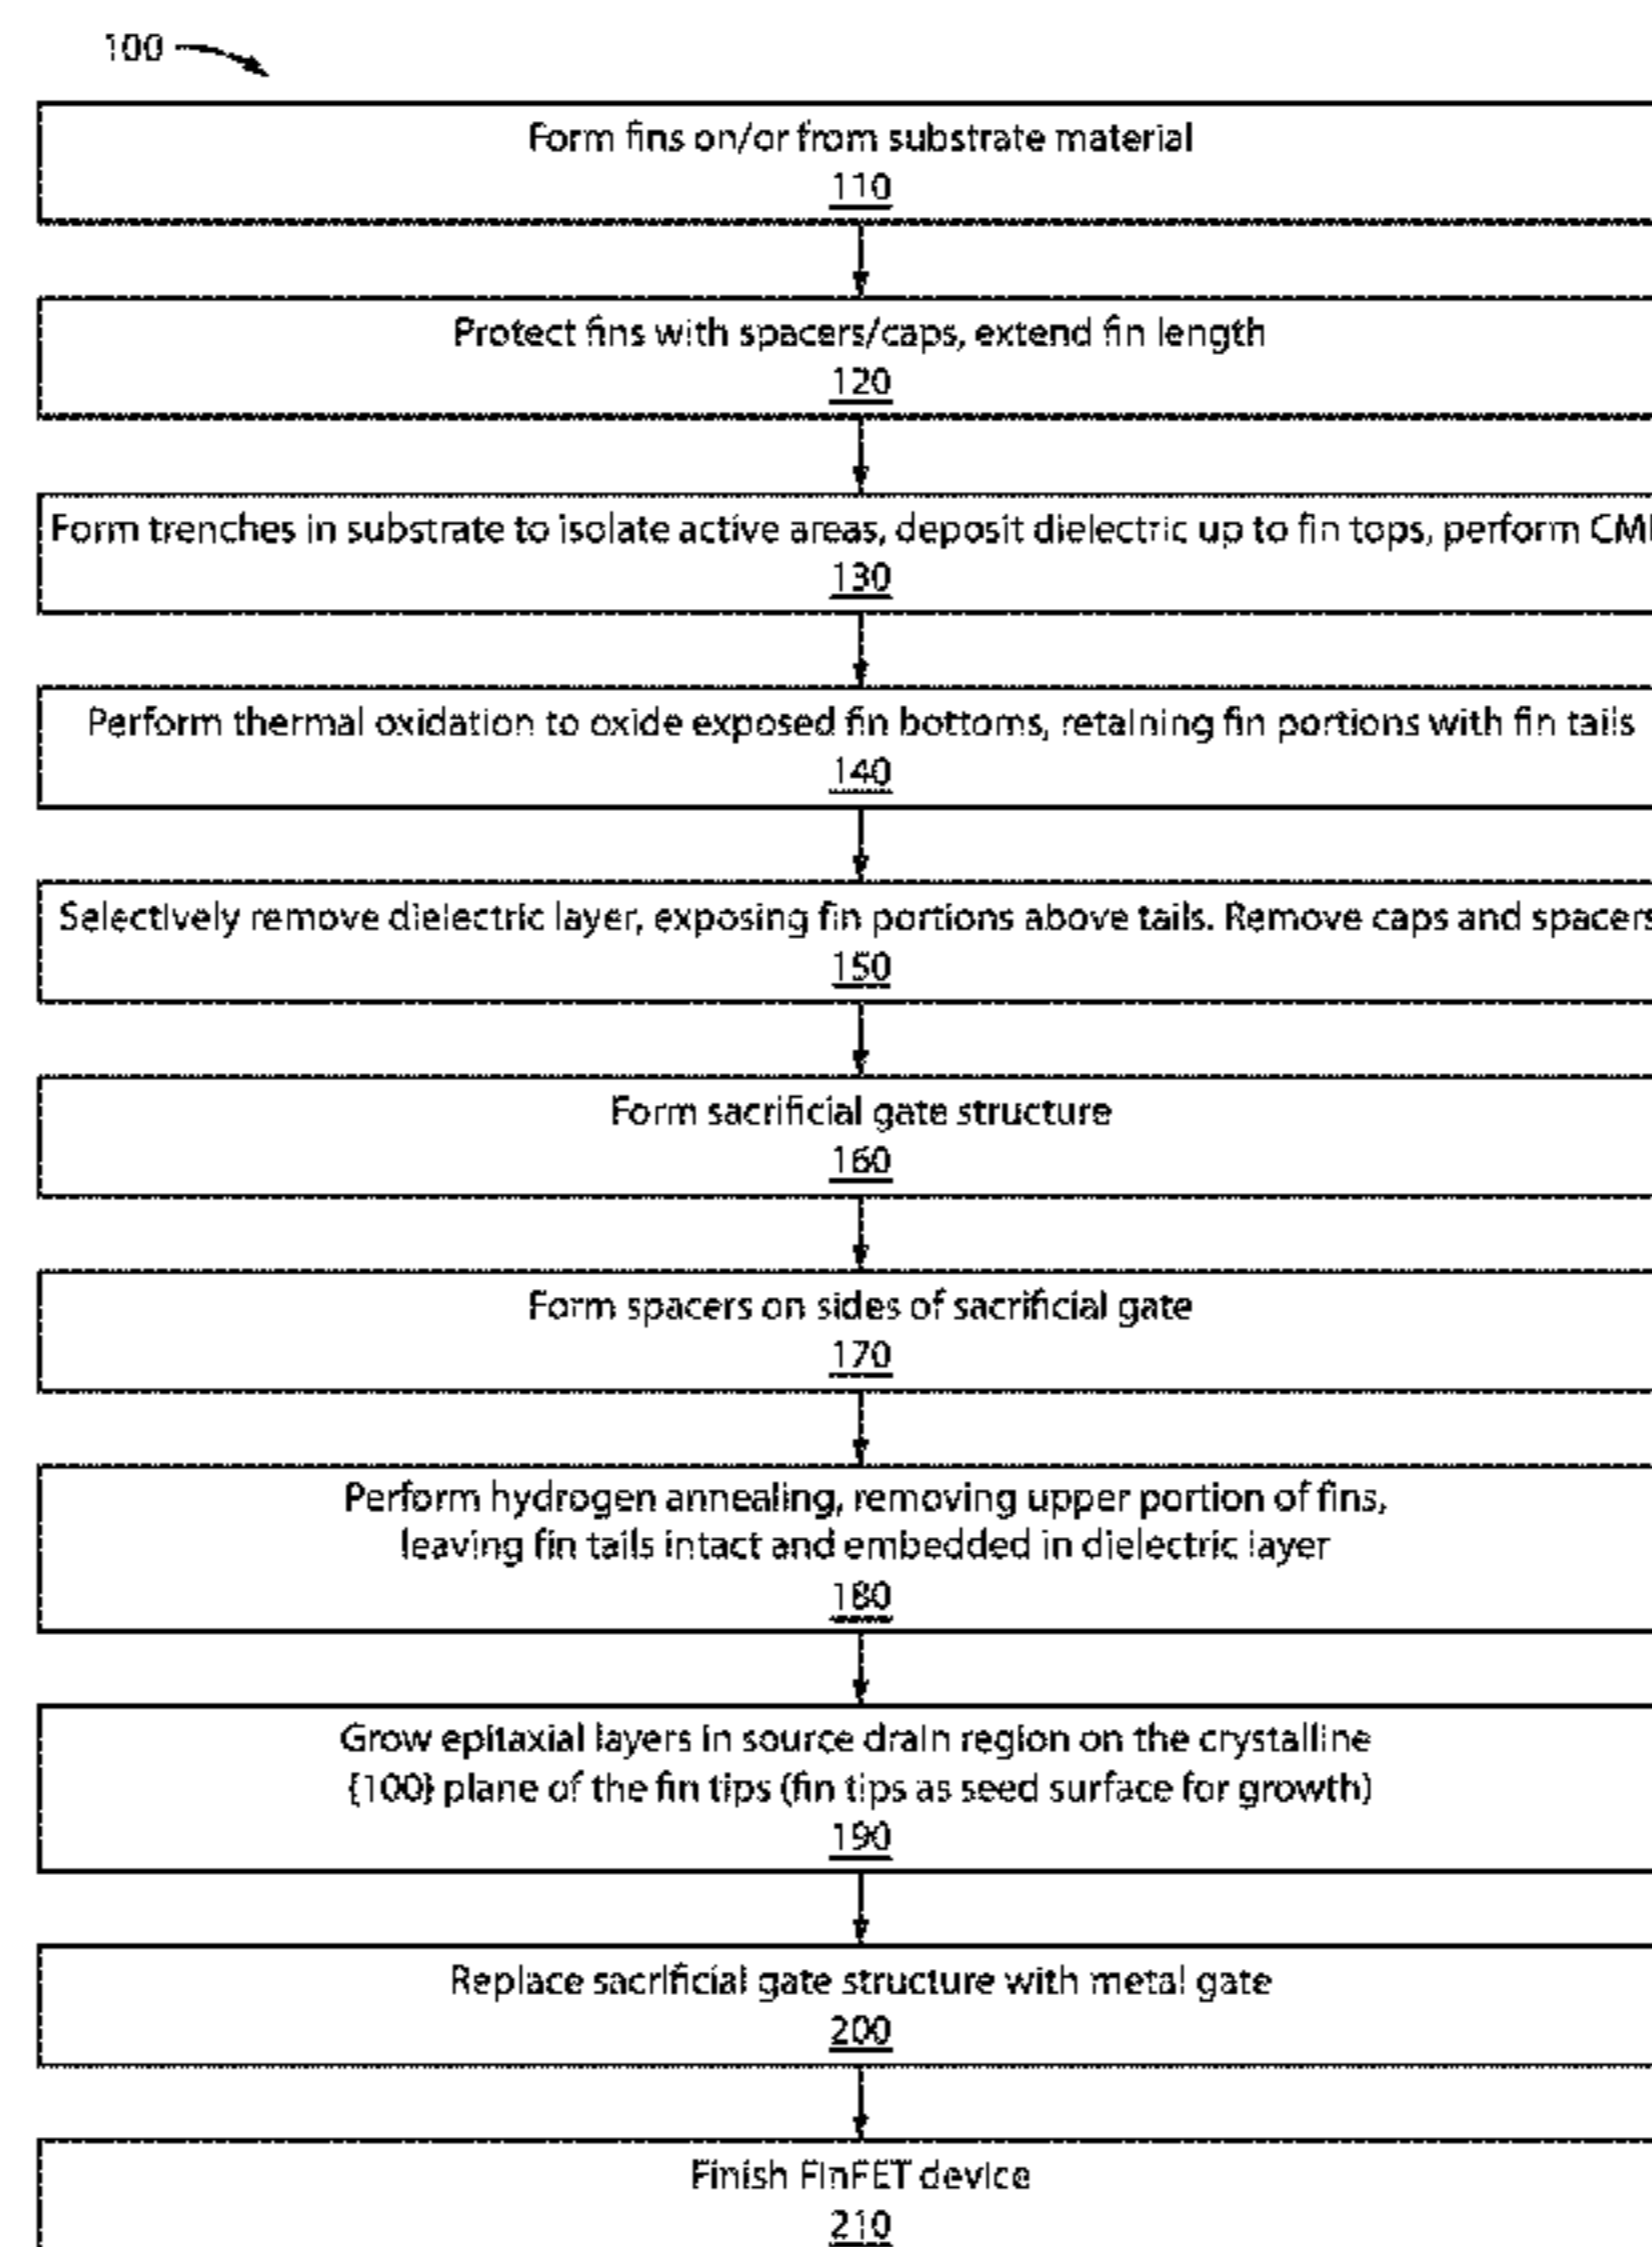 100
Form fins on/or from substrate material
110
Protect fins with spacers/caps, extend fin length
120
Form trenches in substrate to isolate active areas, deposit dielectric up to fin tops, perform CM
130
Perform thermal oxidation to oxide exposed fin bottoms, retaining fin portions with fin tails
140
Selectively remove dielectric layer, exposing fin portions above tails. Remove caps and spacers
150
Form sacrificial gate structure
160
Form spacers on sides of sacrificial gate
170
Perform hydrogen annealing, removing upper portion of fins,
leaving fin tails intact and embedded in dielectric layer
180
Grow epitaxial layers in source drain region on the crystalline
{100} plane of the fin tips (fin tips as seed surface for growth)
190
Replace sacrificial gate structure with metal gate
200
Finish FinFET device
210